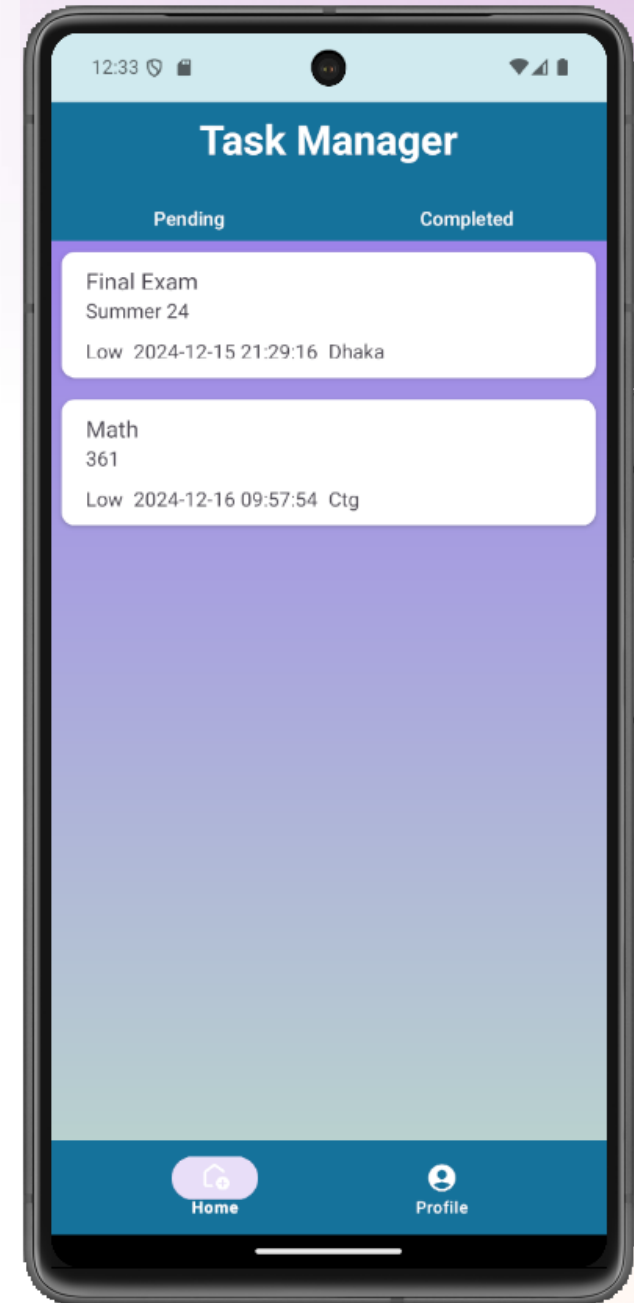 12:33
Task Manager
Pending Completed
Final Exam
Summer 24
Low 2024-12-15 21:29:16 Dhaka
Math
361
Low 2024-12-16 09:57:54 Ctg
Home Profile